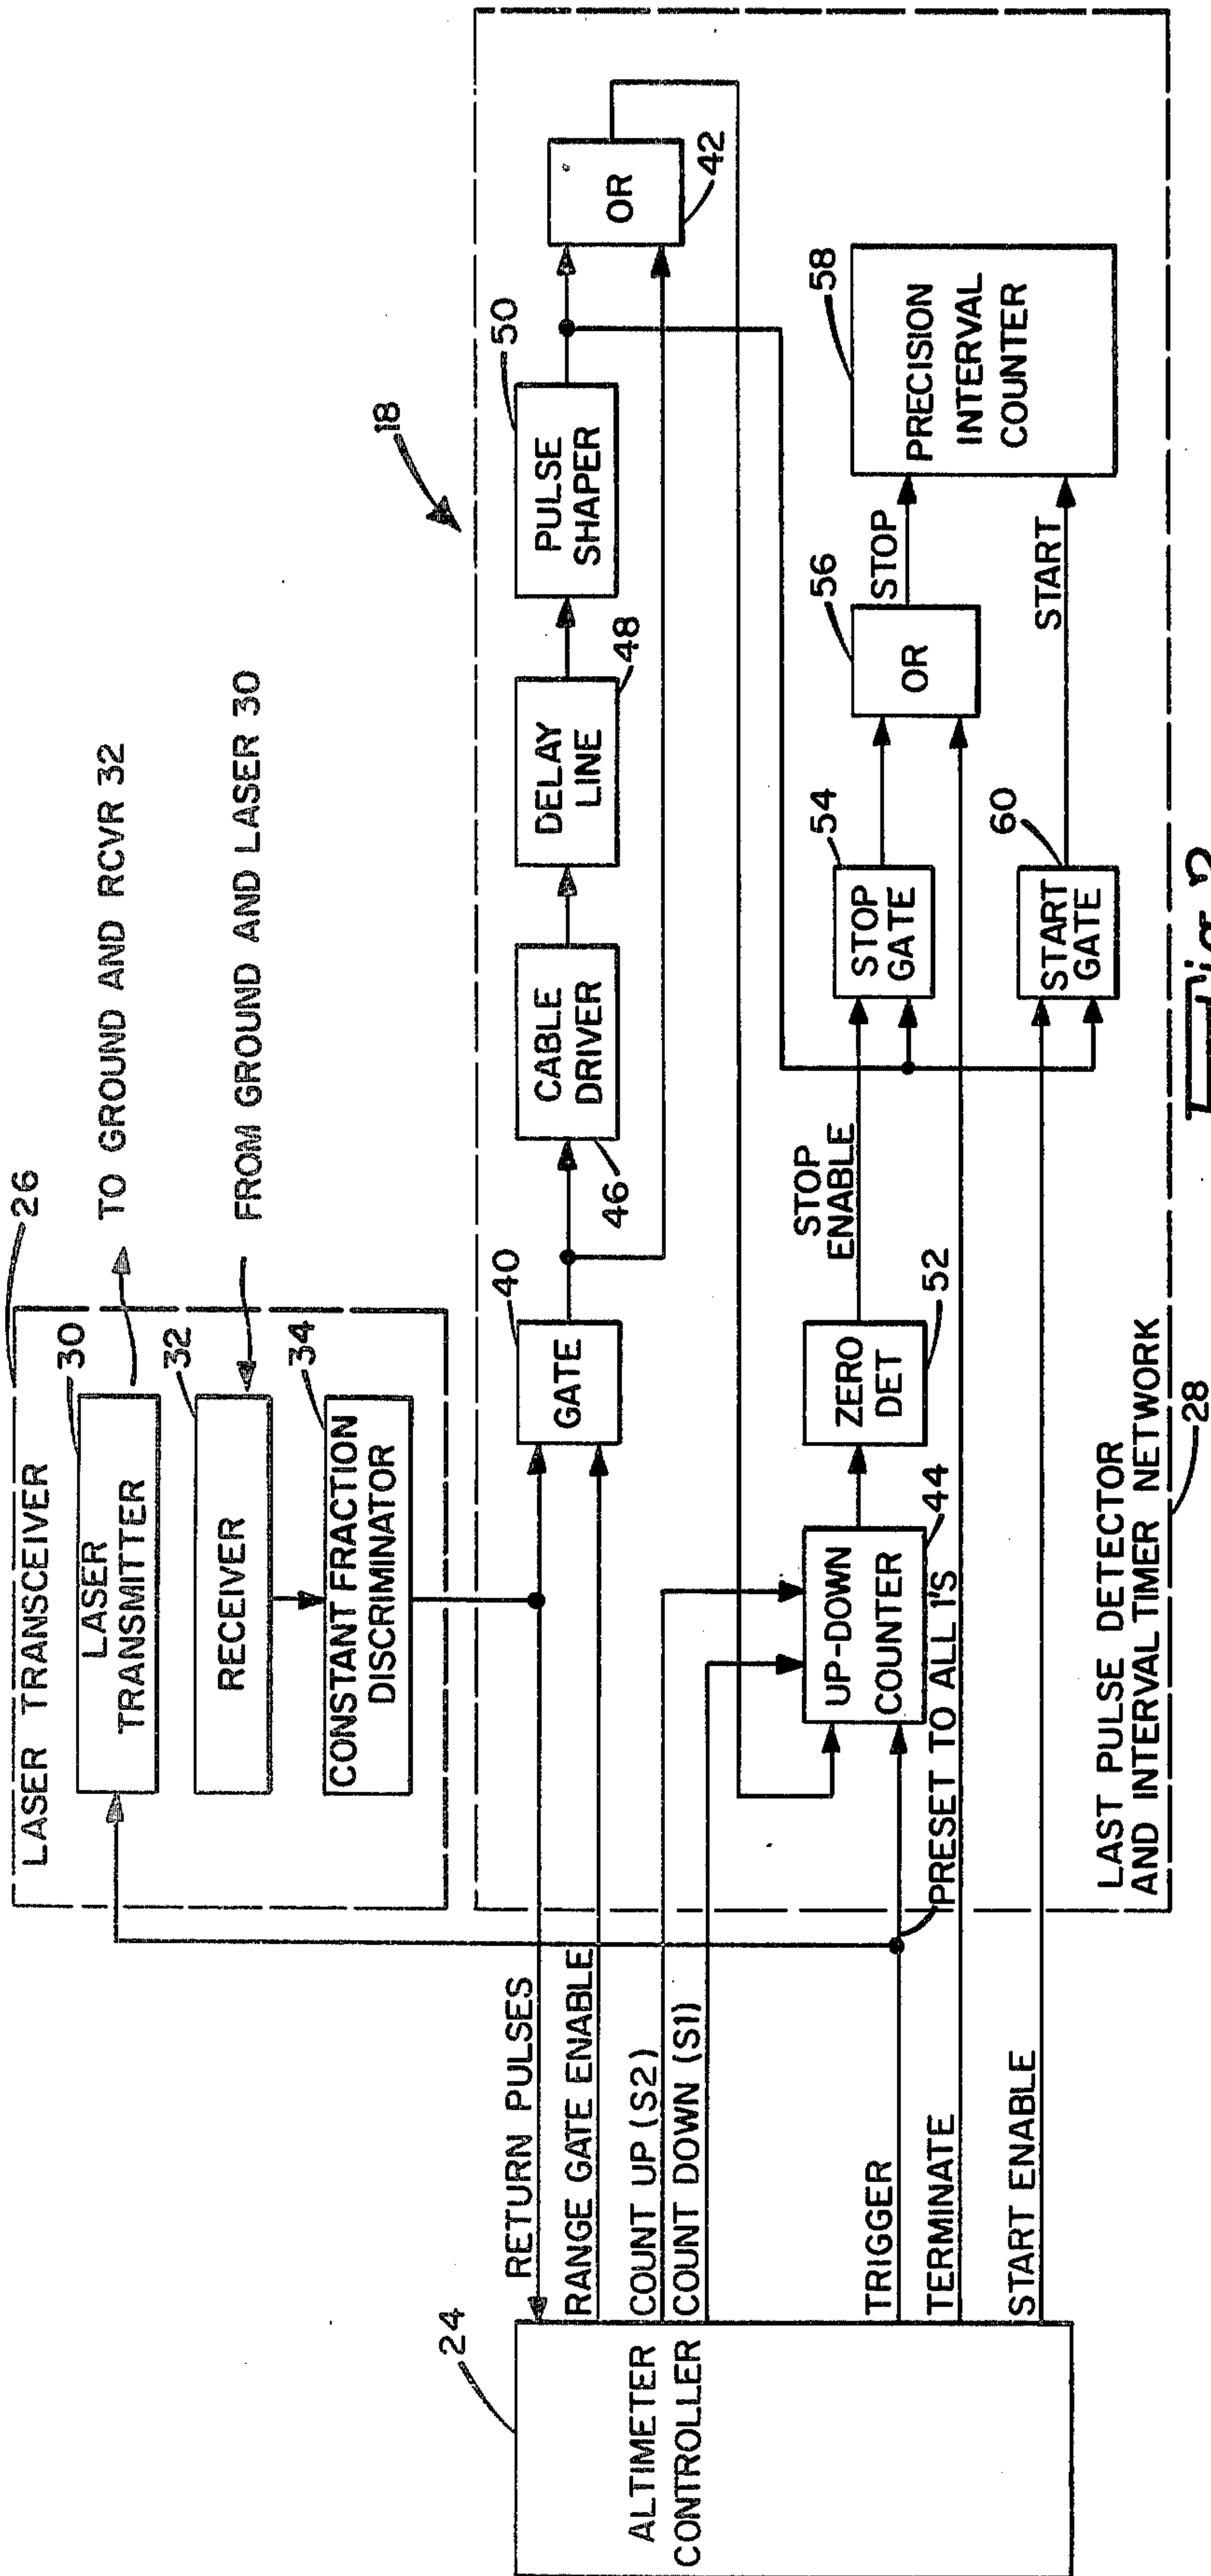 26
LASER TRANSCEIVER
30
LASER
TRANSMITTER
TO GROUND AND RCVR 32
32
RECEIVER
FROM GROUND AND LASER 30
34
CONSTANT FRACTION
DISCRIMINATOR
18
24
ALTIMETER
CONTROLLER
RETURN PULSES
RANGE GATE ENABLE
COUNT UP (S2)
COUNT DOWN (S1)
TRIGGER
TERMINATE
START ENABLE
40
GATE
46
CABLE
DRIVER
DELAY
LINE
48
50
PULSE
SHAPER
OR
42
UP-DOWN
COUNTER
44
PRESET TO ALL 1'S
ZERO
DET
52
STOP
ENABLE
54
STOP
GATE
56
OR
STOP
58
PRECISION
INTERVAL
COUNTER
60
START
GATE
START
LAST PULSE DETECTOR
AND INTERVAL TIMER NETWORK
28